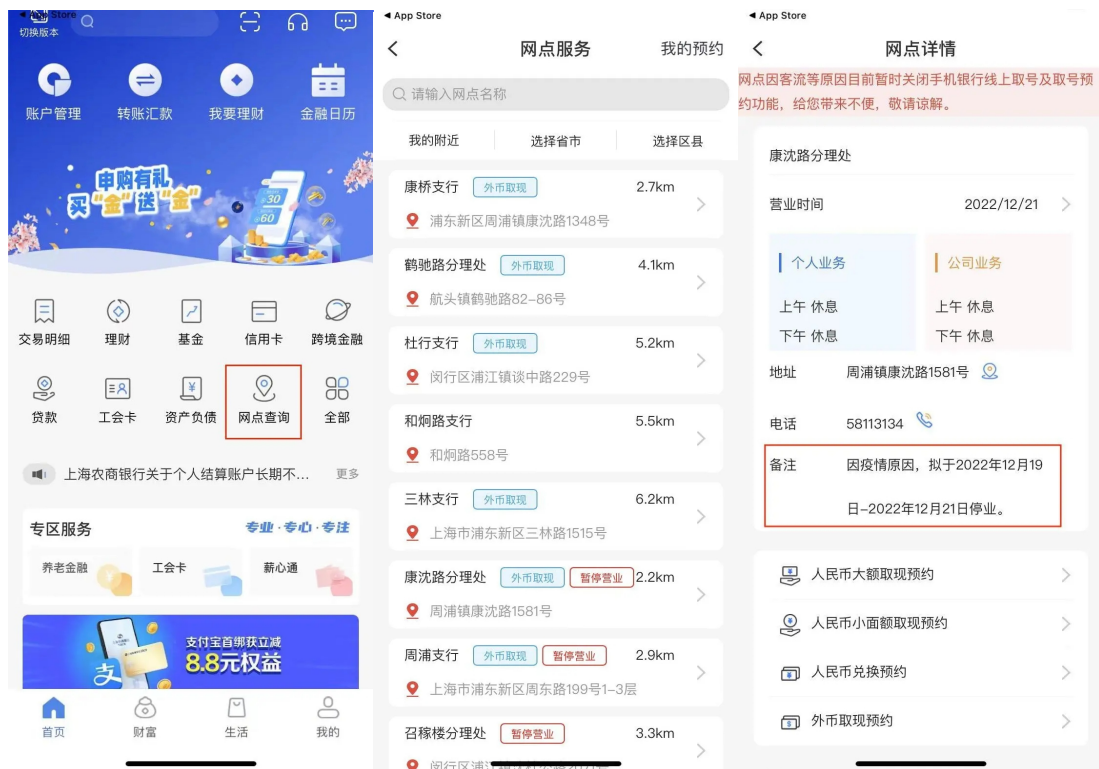 App Store
切换版本
账户管理
转账汇款
我要理财
金融日历
申购有礼
买“金”送“金”
30
60
交易明细
理财
基金
信用卡
跨境金融
贷款
工会卡
资产负债
网点查询
全部
上海农商银行关于个人结算账户长期不...
更多
专区服务
专业·专心·专注
养老金融
工会卡
薪心通
支付宝首绑获立减
8.8元权益
支
首页
财富
生活
我的
App Store
网点服务
我的预约
请输入网点名称
我的附近
选择省市
选择区县
康桥支行 外币取现 2.7km
浦东新区周浦镇康沈路1348号
鹤驰路分理处 外币取现 4.1km
航头镇鹤驰路82-86号
杜行支行 外币取现 5.2km
闵行区浦江镇谈中路229号
和炯路支行 5.5km
和炯路558号
三林支行 外币取现 6.2km
上海市浦东新区三林路1515号
康沈路分理处 外币取现 暂停营业 2.2km
周浦镇康沈路1581号
周浦支行 外币取现 暂停营业 2.9km
上海市浦东新区周东路199号1-3层
召稼楼分理处 暂停营业 3.3km
闵行区浦江镇
App Store
网点详情
网点因客流等原因目前暂时关闭手机银行线上取号及取号预
约功能，给您带来不便，敬请谅解。
康沈路分理处
营业时间 2022/12/21
个人业务
上午 休息
下午 休息
公司业务
上午 休息
下午 休息
地址 周浦镇康沈路1581号
电话 58113134
备注 因疫情原因，拟于2022年12月19
日-2022年12月21日停业。
人民币大额取现预约
人民币小面额取现预约
人民币兑换预约
外币取现预约